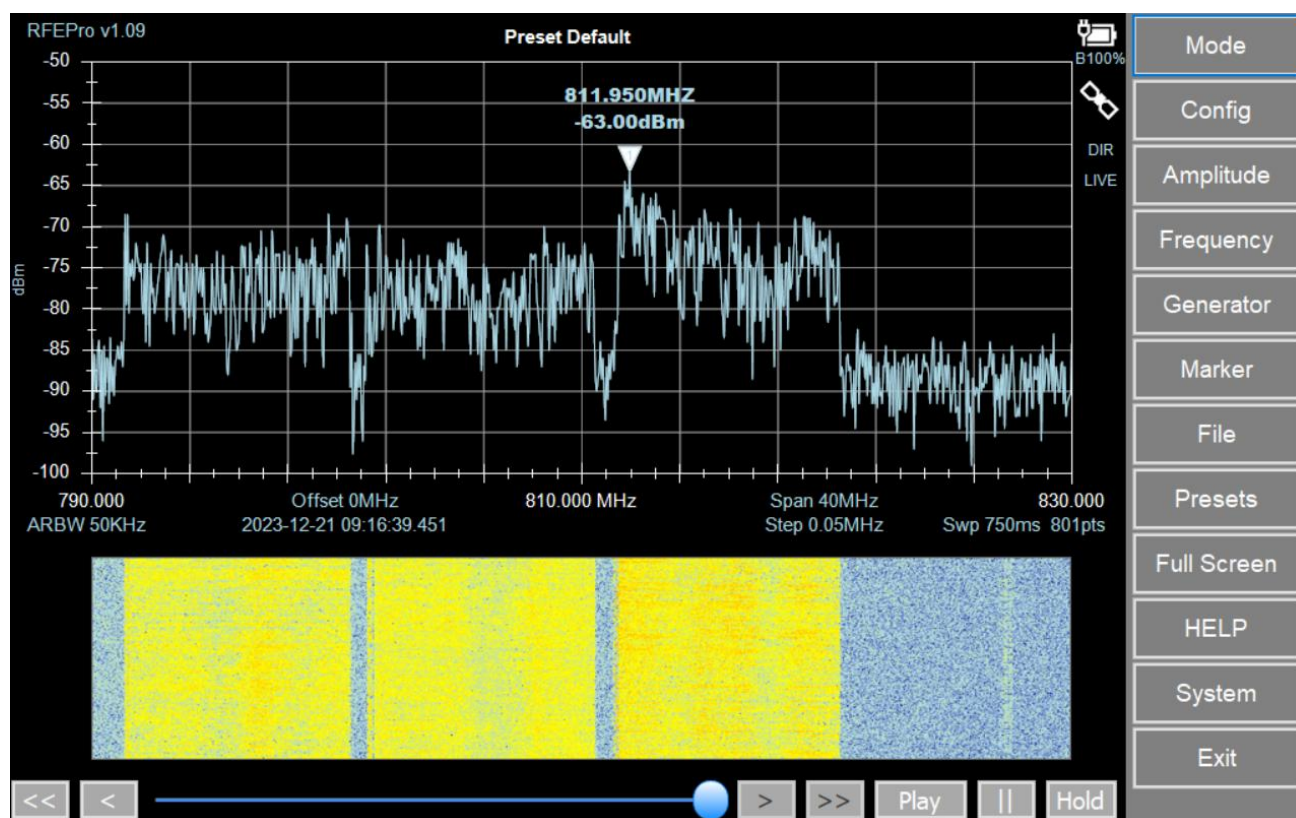 RFEPro v1.09
Preset Default
B100%
-50
-55
-60
-65
-70
-75
-80
-85
-90
-95
-100
dBm
811.950MHZ
-63.00dBm
1
DIR
LIVE
790.000 Offset 0MHz 810.000 MHz Span 40MHz 830.000
ARBW 50KHz 2023-12-21 09:16:39.451 Step 0.05MHz Swp 750ms 801pts
<< < > >> Play || Hold
Mode
Config
Amplitude
Frequency
Generator
Marker
File
Presets
Full Screen
HELP
System
Exit